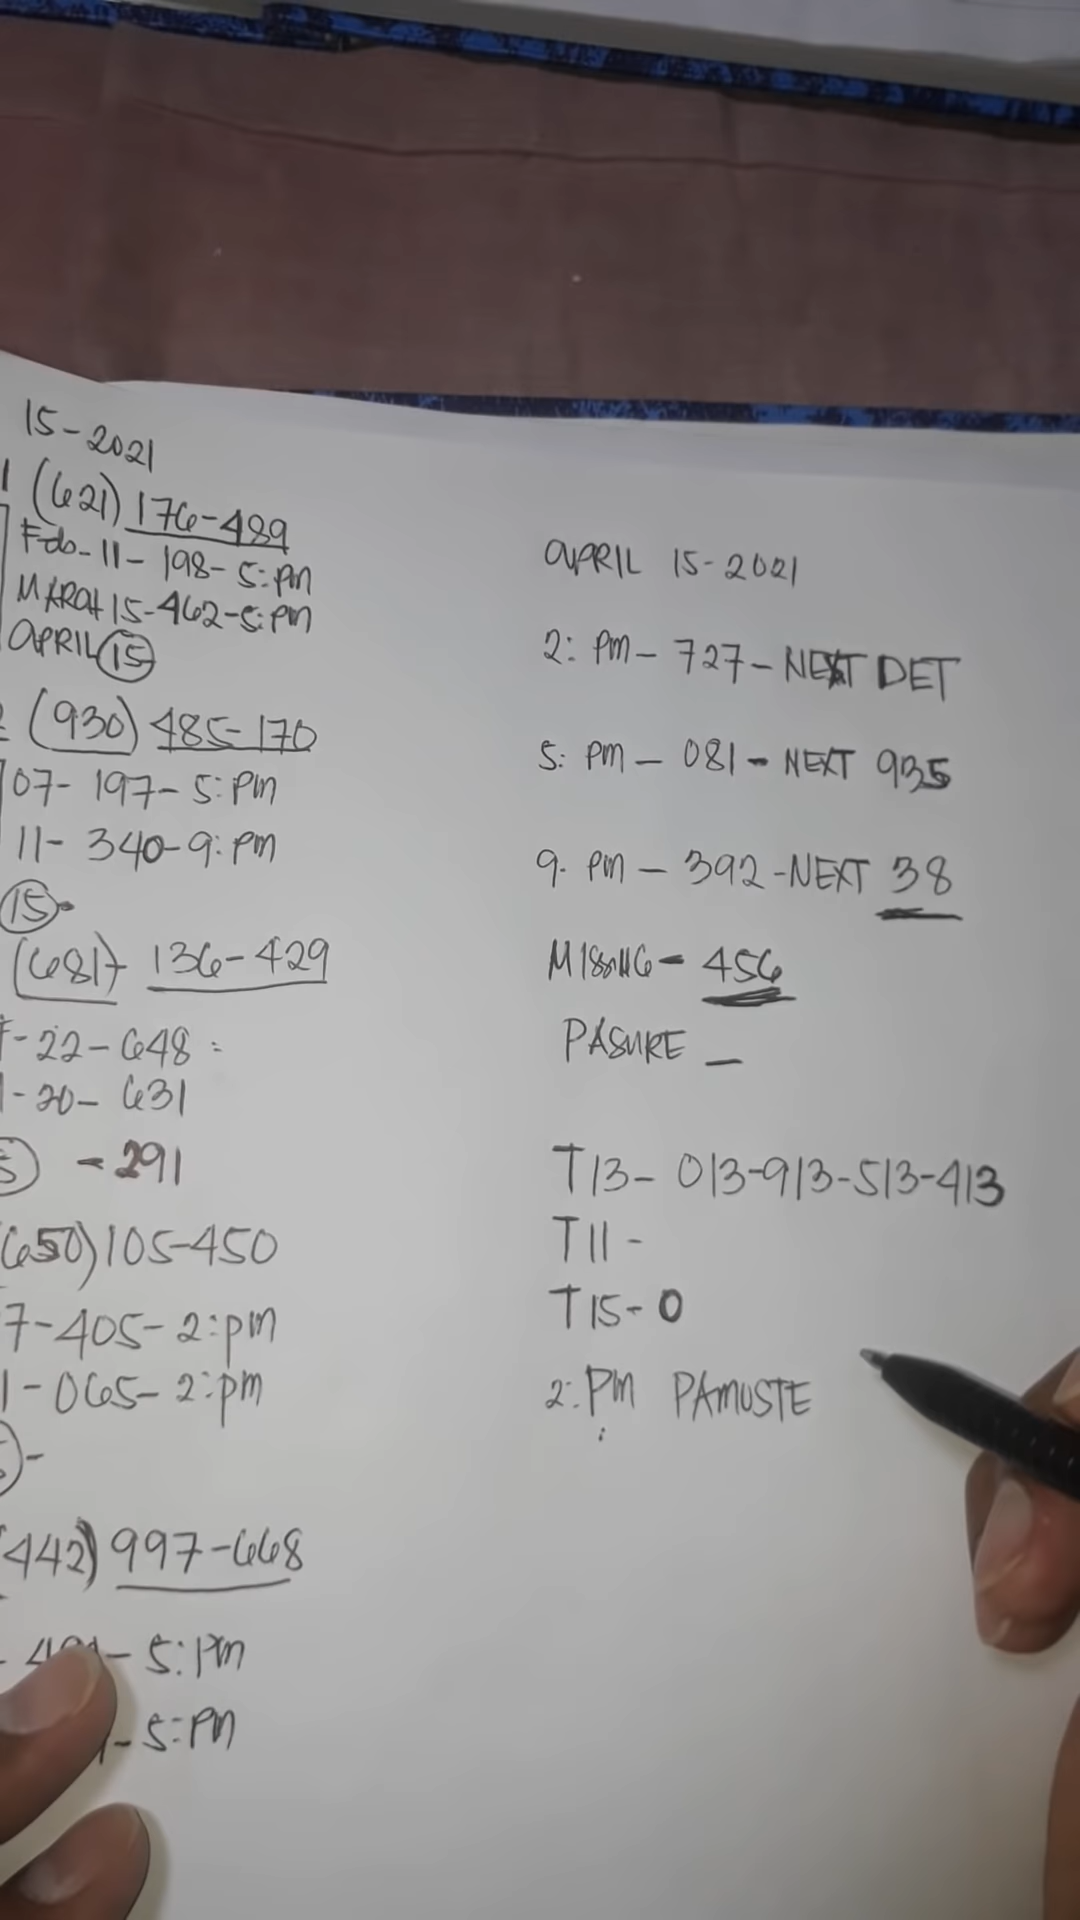 15-2021
1 (621) 176-489
Feb-11-198-5:PM
MARCH 15-462-5:PM
APRIL 15
(930) 485-170
07-197-5:PM
11-340-9:PM
15-
(681)- 136-429
-22-648
-20-631
-291
(650) 105-450
7-405-2:pm
1-065-2:pm
(442) 997-668
- 5:PM
- 5:PM
APRIL 15-2021
2: PM-727-NEXT DET
5: PM-081-NEXT 935
9. PM-392-NEXT 38
MISSING-456
PASURE -
T13-013-913-513-413
T11-
T15-0
2:PM PAMUSTE